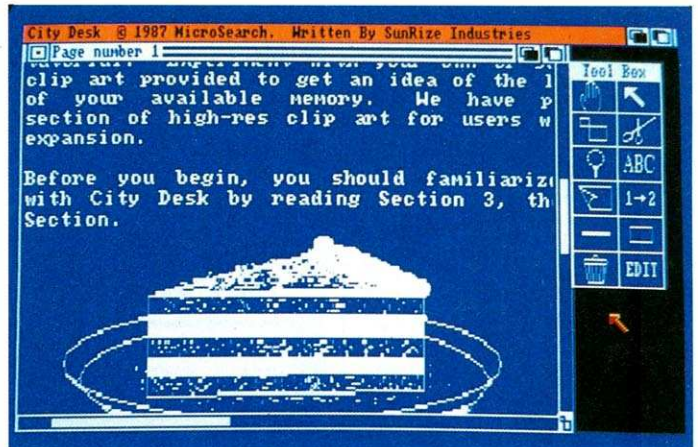 City Desk © 1987 MicroSearch. Written By SunRize Industries
Page number 1
clip art provided to get an idea of the l
of your available memory. We have p
section of high-res clip art for users w
expansion.
Before you begin, you should familiarize
with City Desk by reading Section 3, th
Section.
Tool Box
ABC
1→2
EDIT